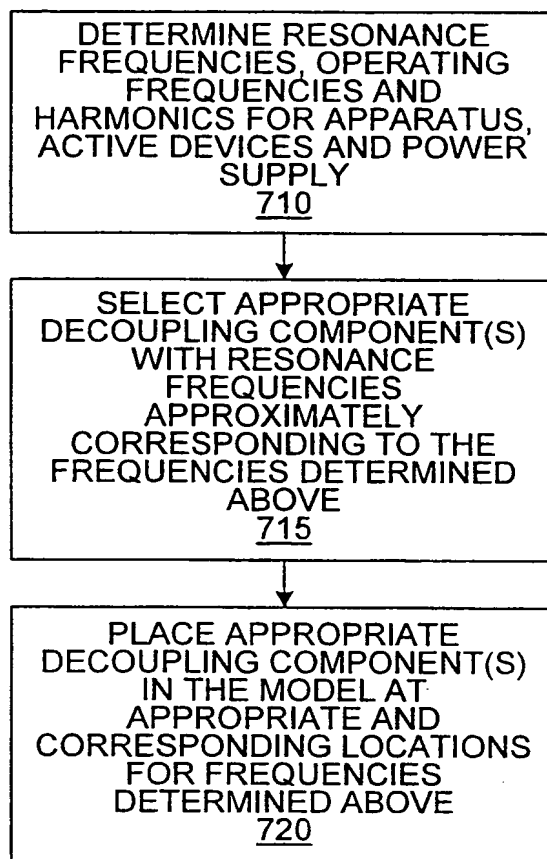 DETERMINE RESONANCE
FREQUENCIES, OPERATING
FREQUENCIES AND
HARMONICS FOR APPARATUS,
ACTIVE DEVICES AND POWER
SUPPLY
710
SELECT APPROPRIATE
DECOUPLING COMPONENT(S)
WITH RESONANCE
FREQUENCIES
APPROXIMATELY
CORRESPONDING TO THE
FREQUENCIES DETERMINED
ABOVE
715
PLACE APPROPRIATE
DECOUPLING COMPONENT(S)
IN THE MODEL AT
APPROPRIATE AND
CORRESPONDING LOCATIONS
FOR FREQUENCIES
DETERMINED ABOVE
720